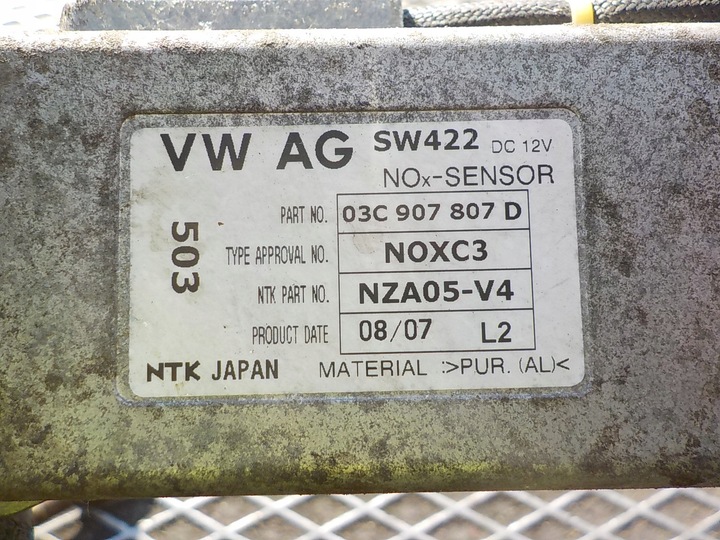 VW AG SW422 DC 12V
NOx-SENSOR
503
PART NO. 03C 907 807 D
TYPE APPROVAL NO. NOXC3
NTK PART NO. NZA05-V4
PRODUCT DATE 08/07 L2
NTK JAPAN MATERIAL :>PUR. (AL)<